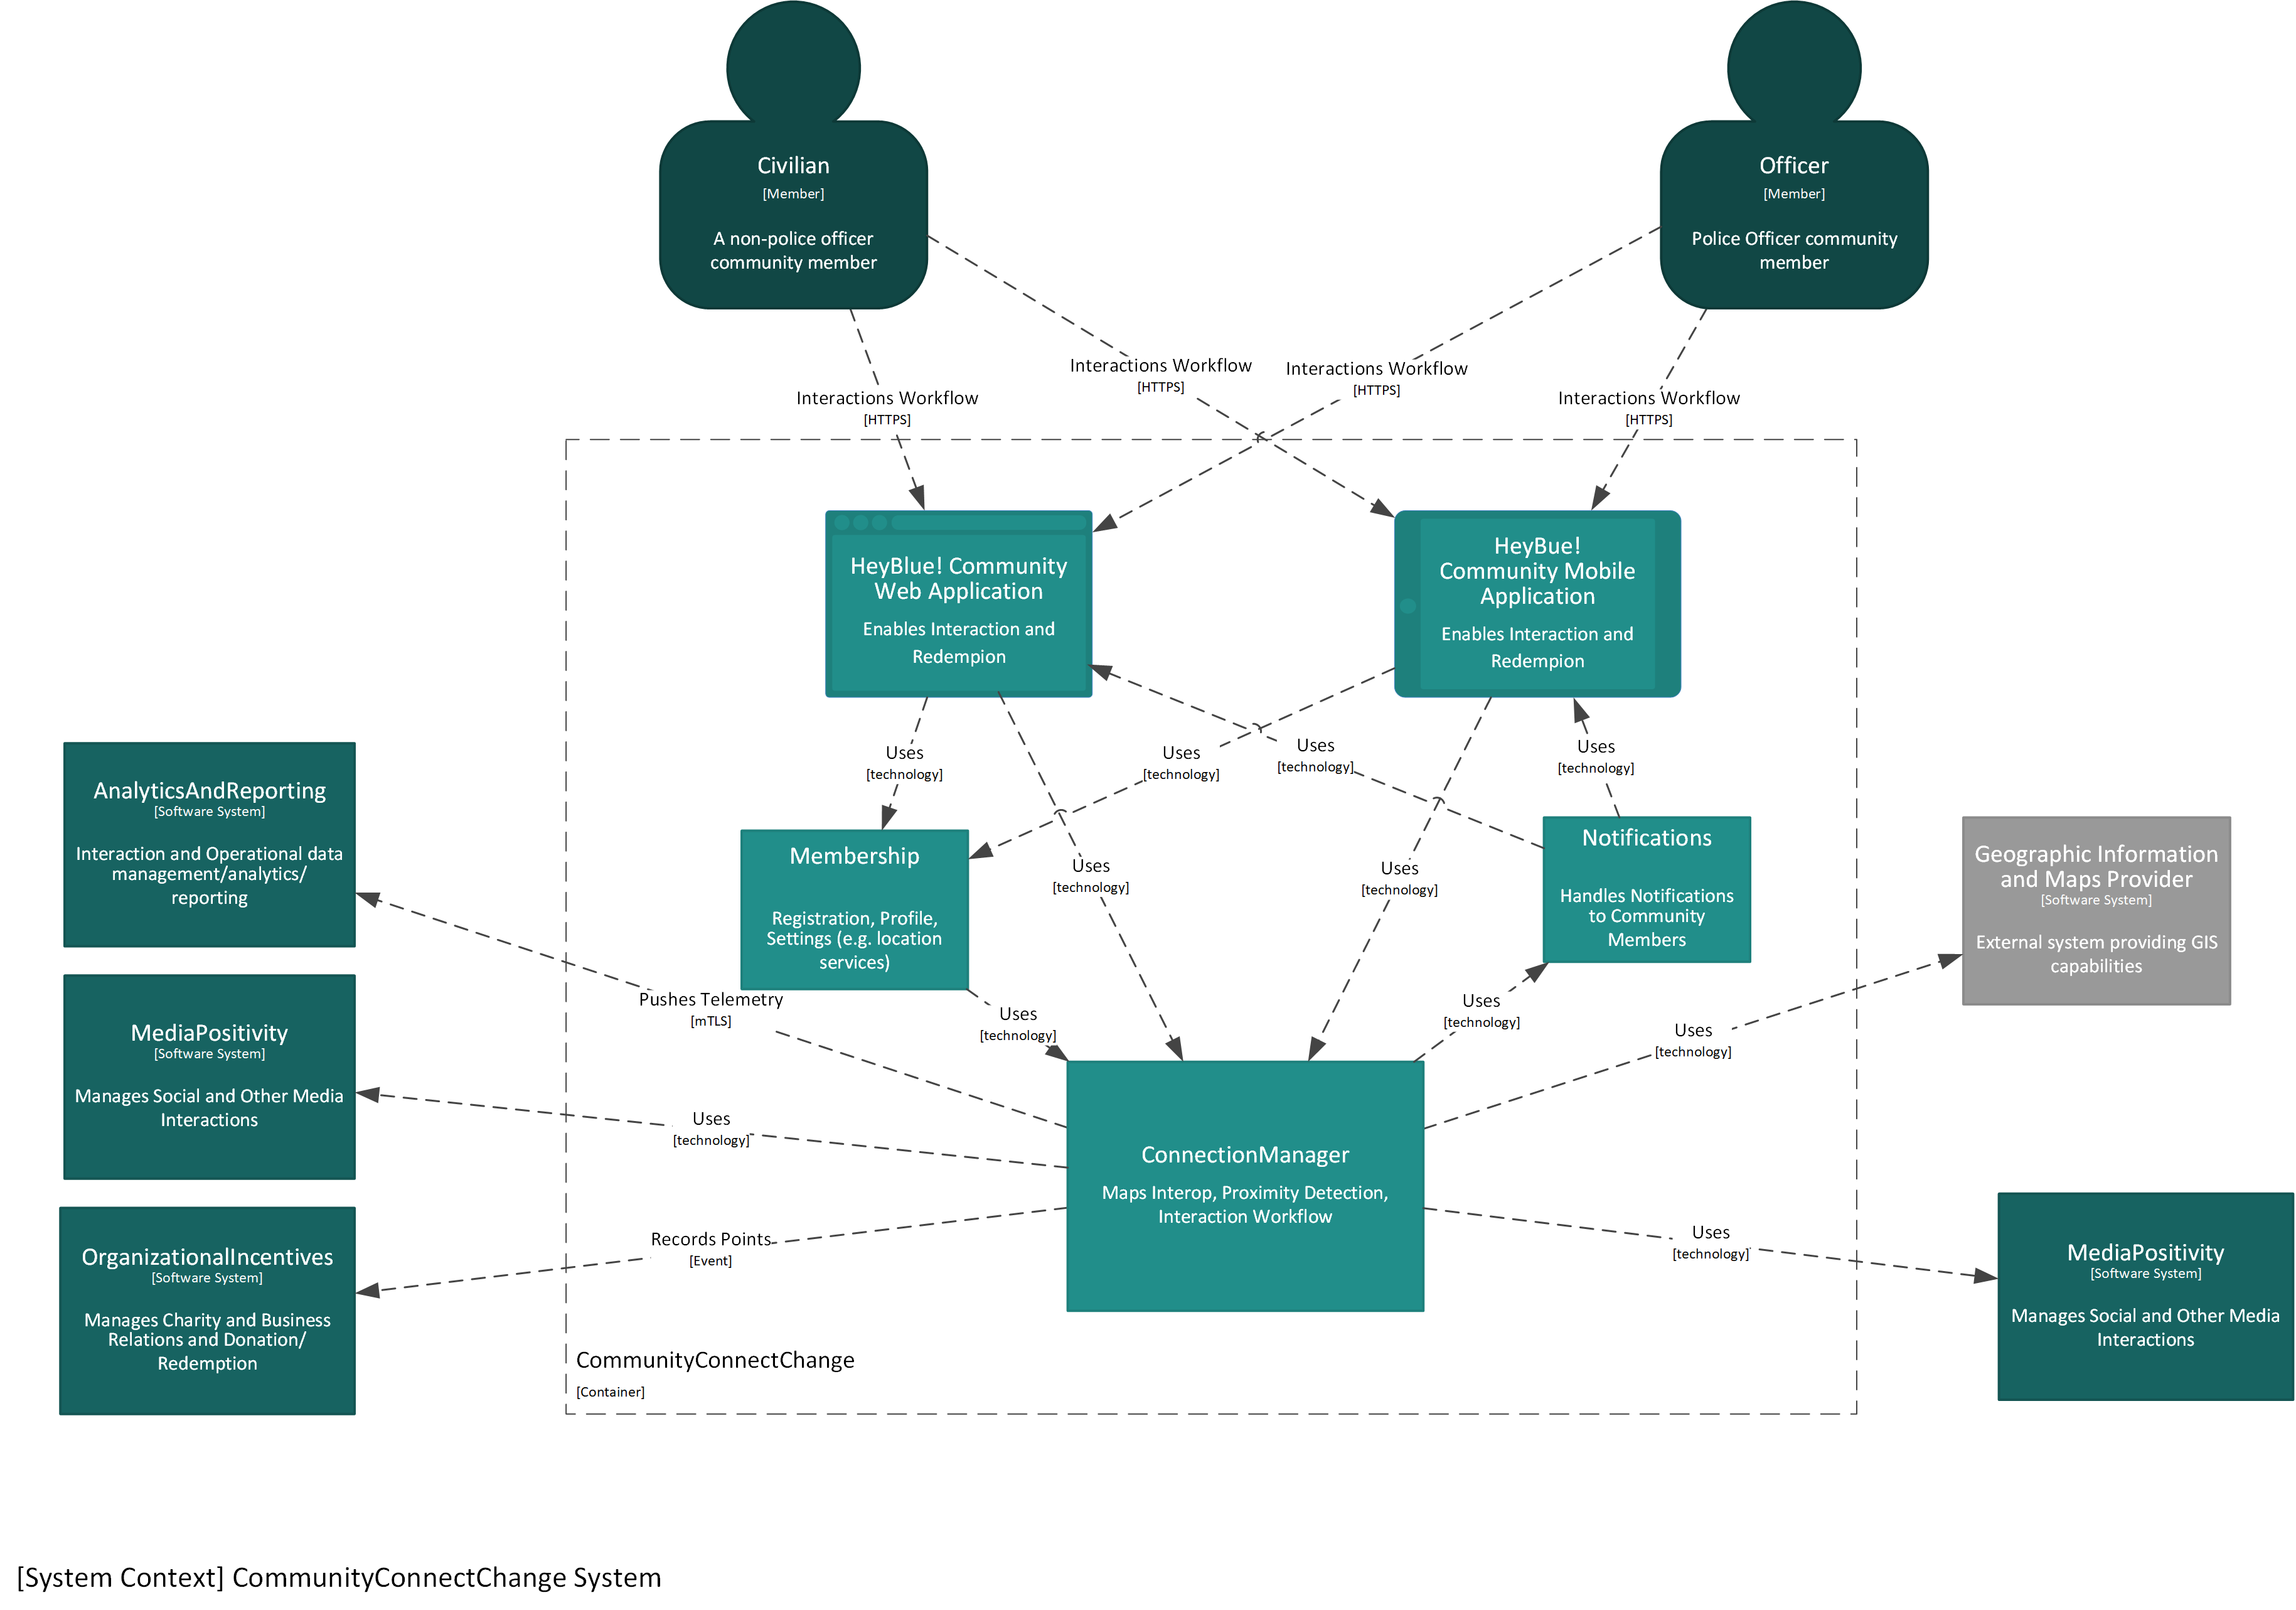 Civilian
[Member]
A non-police officer
community member
Officer
[Member]
Police Officer community
member
Interactions Workflow
[HTTPS]
Interactions Workflow
[HTTPS]
Interactions Workflow
[HTTPS]
Interactions Workflow
[HTTPS]
HeyBlue! Community
Web Application
Enables Interaction and
Redempion
HeyBue!
Community Mobile
Application
Enables Interaction and
Redempion
Uses
[technology]
Uses
[technology]
Uses
[technology]
Uses
[technology]
AnalyticsAndReporting
[Software System]
Interaction and Operational data
management/analytics/
reporting
Membership
Registration, Profile,
Settings (e.g. location
services)
Uses
[technology]
Uses
[technology]
Notifications
Handles Notifications
to Community
Members
Geographic Information
and Maps Provider
[Software System]
External system providing GIS
capabilities
MediaPositivity
[Software System]
Manages Social and Other Media
Interactions
Pushes Telemetry
[mTLS]
Uses
[technology]
Uses
[technology]
Uses
[technology]
Uses
[technology]
ConnectionManager
Maps Interop, Proximity Detection,
Interaction Workflow
OrganizationalIncentives
[Software System]
Manages Charity and Business
Relations and Donation/
Redemption
Records Points
[Event]
Uses
[technology]
MediaPositivity
[Software System]
Manages Social and Other Media
Interactions
CommunityConnectChange
[Container]
[System Context] CommunityConnectChange System